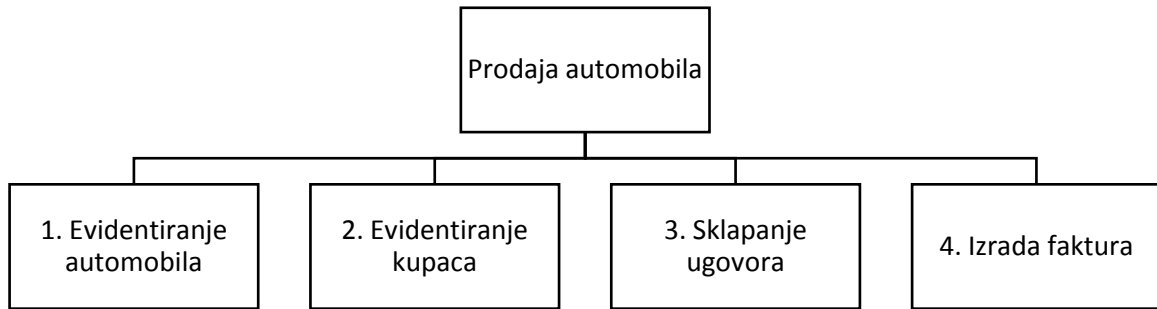 Prodaja automobila
1. Evidentiranje
automobila
2. Evidentiranje
kupaca
3. Sklapanje
ugovora
4. Izrada faktura